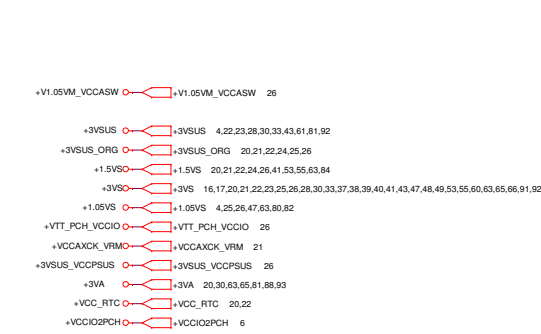 +V1.05VM_VCCASW +V1.05VM_VCCASW 26
+3VSUS +3VSUS 4,22,23,28,30,33,43,61,81,92
+3VSUS_ORG +3VSUS_ORG 20,21,22,24,25,26
+1.5VS +1.5VS 20,21,22,24,26,41,53,55,63,84
+3VS +3VS 16,17,20,21,22,23,25,26,28,30,33,37,38,39,40,41,43,47,48,49,53,55,60,63,65,66,91,92
+1.05VS +1.05VS 4,25,26,47,63,80,82
+VTT_PCH_VCCIO +VTT_PCH_VCCIO 26
+VCCAXCK_VRM +VCCAXCK_VRM 21
+3VSUS_VCCPSUS +3VSUS_VCCPSUS 26
+3VA +3VA 20,30,63,65,81,88,93
+VCC_RTC +VCC_RTC 20,22
+VCCIO2PCH +VCCIO2PCH 6